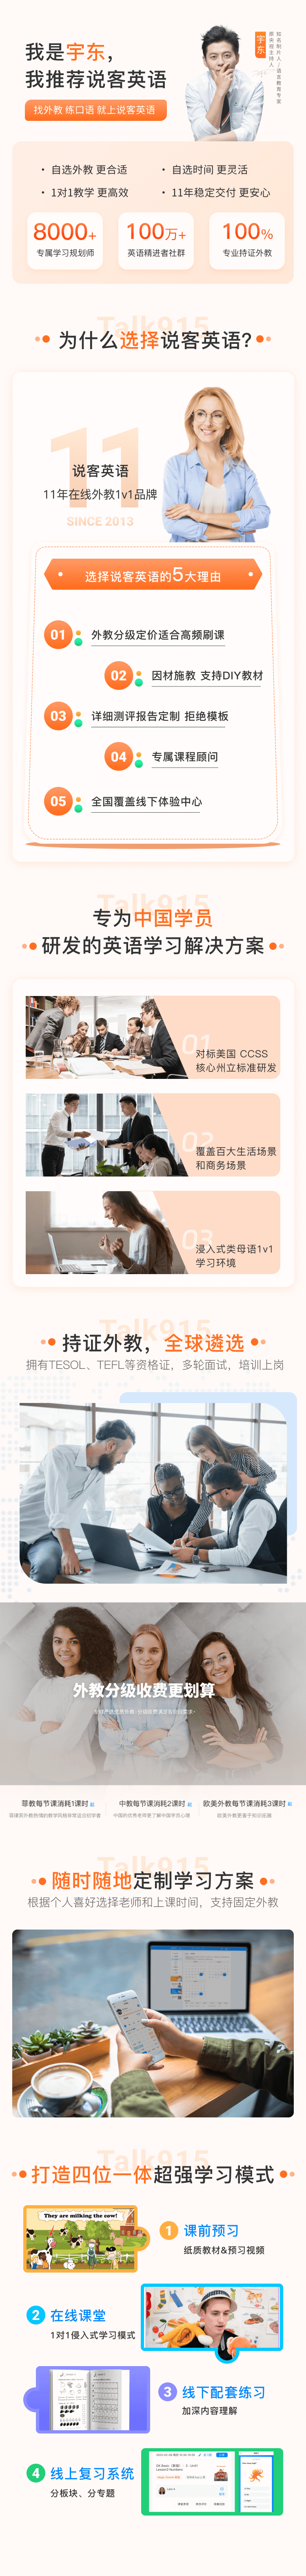 我是宇东，
我推荐说客英语
找外教 练口语 就上说客英语
宇东
知名制片人/语言教育专家
原央视主持人
• 自选外教 更合适
• 自选时间 更灵活
• 1对1教学 更高效
• 11年稳定交付 更安心
8000+
专属学习规划师
100万+
英语精进者社群
100%
专业持证外教
Talk915
为什么选择说客英语?
11
说客英语
11年在线外教1v1品牌
SINCE 2013
选择说客英语的5大理由
01 外教分级定价适合高频刷课
02 因材施教 支持DIY教材
03 详细测评报告定制 拒绝模板
04 专属课程顾问
05 全国覆盖线下体验中心
Talk915
专为中国学员
研发的英语学习解决方案
01
对标美国 CCSS
核心州立标准研发
02
覆盖百大生活场景
和商务场景
03
浸入式类母语1v1
学习环境
Talk915
持证外教，全球遴选
拥有TESOL、TEFL等资格证，多轮面试，培训上岗
外教分级收费更划算
菲教每节课消耗1课时 起
中教每节课消耗2课时 起
欧美外教每节课消耗3课时 起
Talk915
随时随地定制学习方案
根据个人喜好选择老师和上课时间，支持固定外教
Talk915
打造四位一体超强学习模式
They are milking the cow!
1 课前预习
纸质教材&预习视频
2 在线课堂
1对1侵入式学习模式
3 线下配套练习
加深内容理解
4 线上复习系统
分板块、分专题